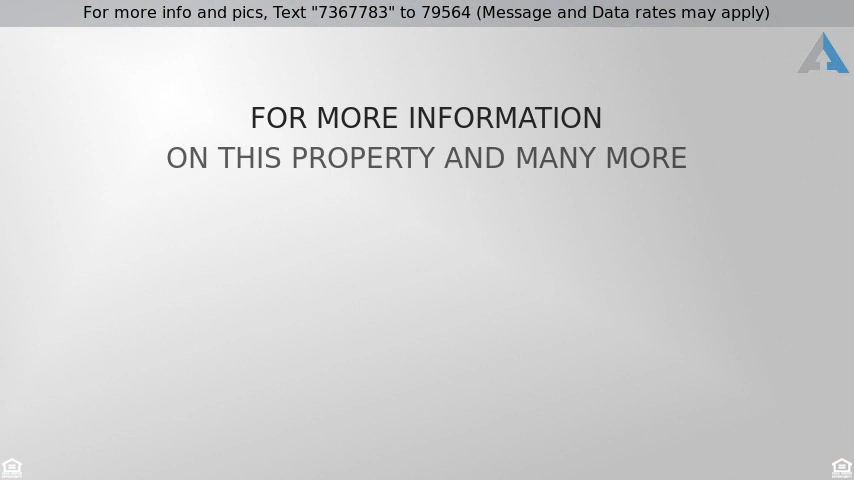 For more info and pics, Text "7367783" to 79564 (Message and Data rates may apply)
FOR MORE INFORMATION
ON THIS PROPERTY AND MANY MORE